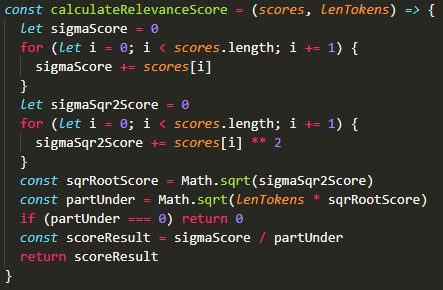 const calculateRelevanceScore = (scores, lenTokens) => {
  let sigmaScore = 0
  for (let i = 0; i < scores.length; i += 1) {
    sigmaScore += scores[i]
  }
  let sigmaSqr2Score = 0
  for (let i = 0; i < scores.length; i += 1) {
    sigmaSqr2Score += scores[i] ** 2
  }
  const sqrRootScore = Math.sqrt(sigmaSqr2Score)
  const partUnder = Math.sqrt(lenTokens * sqrRootScore)
  if (partUnder === 0) return 0
  const scoreResult = sigmaScore / partUnder
  return scoreResult
}